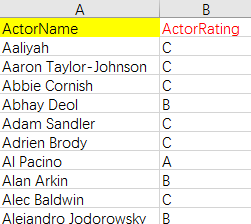 A B
ActorName ActorRating
Aaliyah C
Aaron Taylor-Johnson C
Abbie Cornish C
Abhay Deol B
Adam Sandler C
Adrien Brody C
Al Pacino A
Alan Arkin B
Alec Baldwin C
Alejandro Jodorowsky B